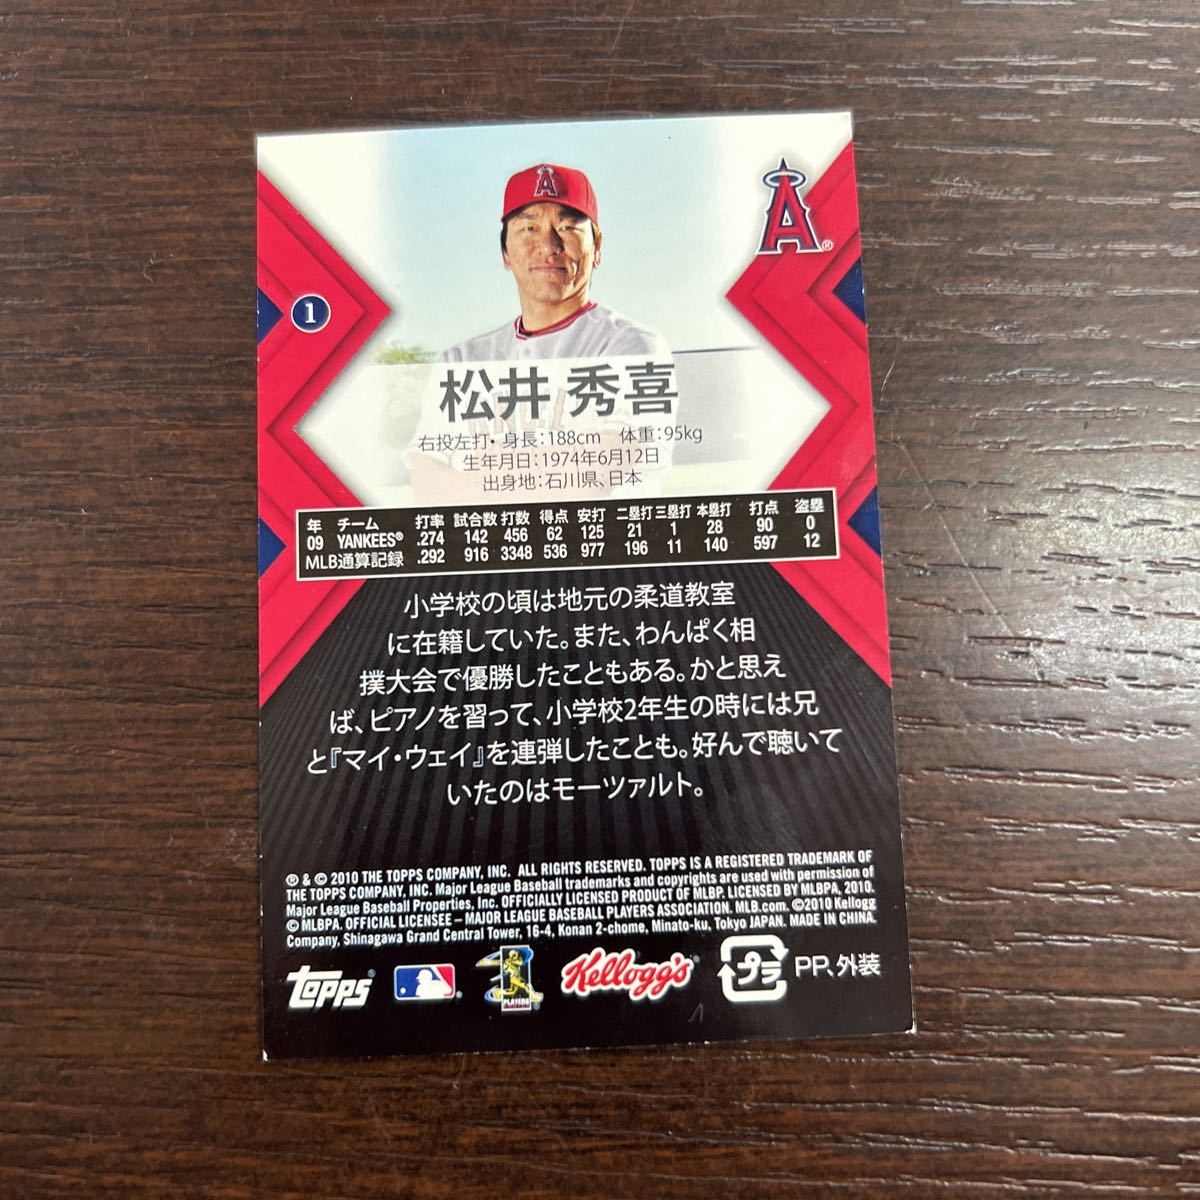 A
A®
1
松井 秀喜
右投左打・身長:188cm 体重:95kg
生年月日:1974年6月12日
出身地:石川県、日本
年 チーム 打率 試合数 打数 得点 安打 二塁打 三塁打 本塁打 打点 盗塁
09 YANKEES® .274 142 456 62 125 21 1 28 90 0
MLB通算記録 .292 916 3348 536 977 196 11 140 597 12
小学校の頃は地元の柔道教室
に在籍していた。また、わんぱく相
撲大会で優勝したこともある。かと思え
ば、ピアノを習って、小学校2年生の時には兄
と『マイ・ウェイ』を連弾したことも。好んで聴いて
いたのはモーツァルト。
® & © 2010 THE TOPPS COMPANY, INC. ALL RIGHTS RESERVED. TOPPS IS A REGISTERED TRADEMARK OF
THE TOPPS COMPANY, INC. Major League Baseball trademarks and copyrights are used with permission of
Major League Baseball Properties, Inc. OFFICIALLY LICENSED PRODUCT OF MLBP. LICENSED BY MLBPA, 2010.
© MLBPA. OFFICIAL LICENSEE – MAJOR LEAGUE BASEBALL PLAYERS ASSOCIATION. MLB.com. ©2010 Kellogg
Company, Shinagawa Grand Central Tower, 16-4, Konan 2-chome, Minato-ku, Tokyo JAPAN. MADE IN CHINA.
Topps® PLAYERS Kellogg's プラ PP、外装